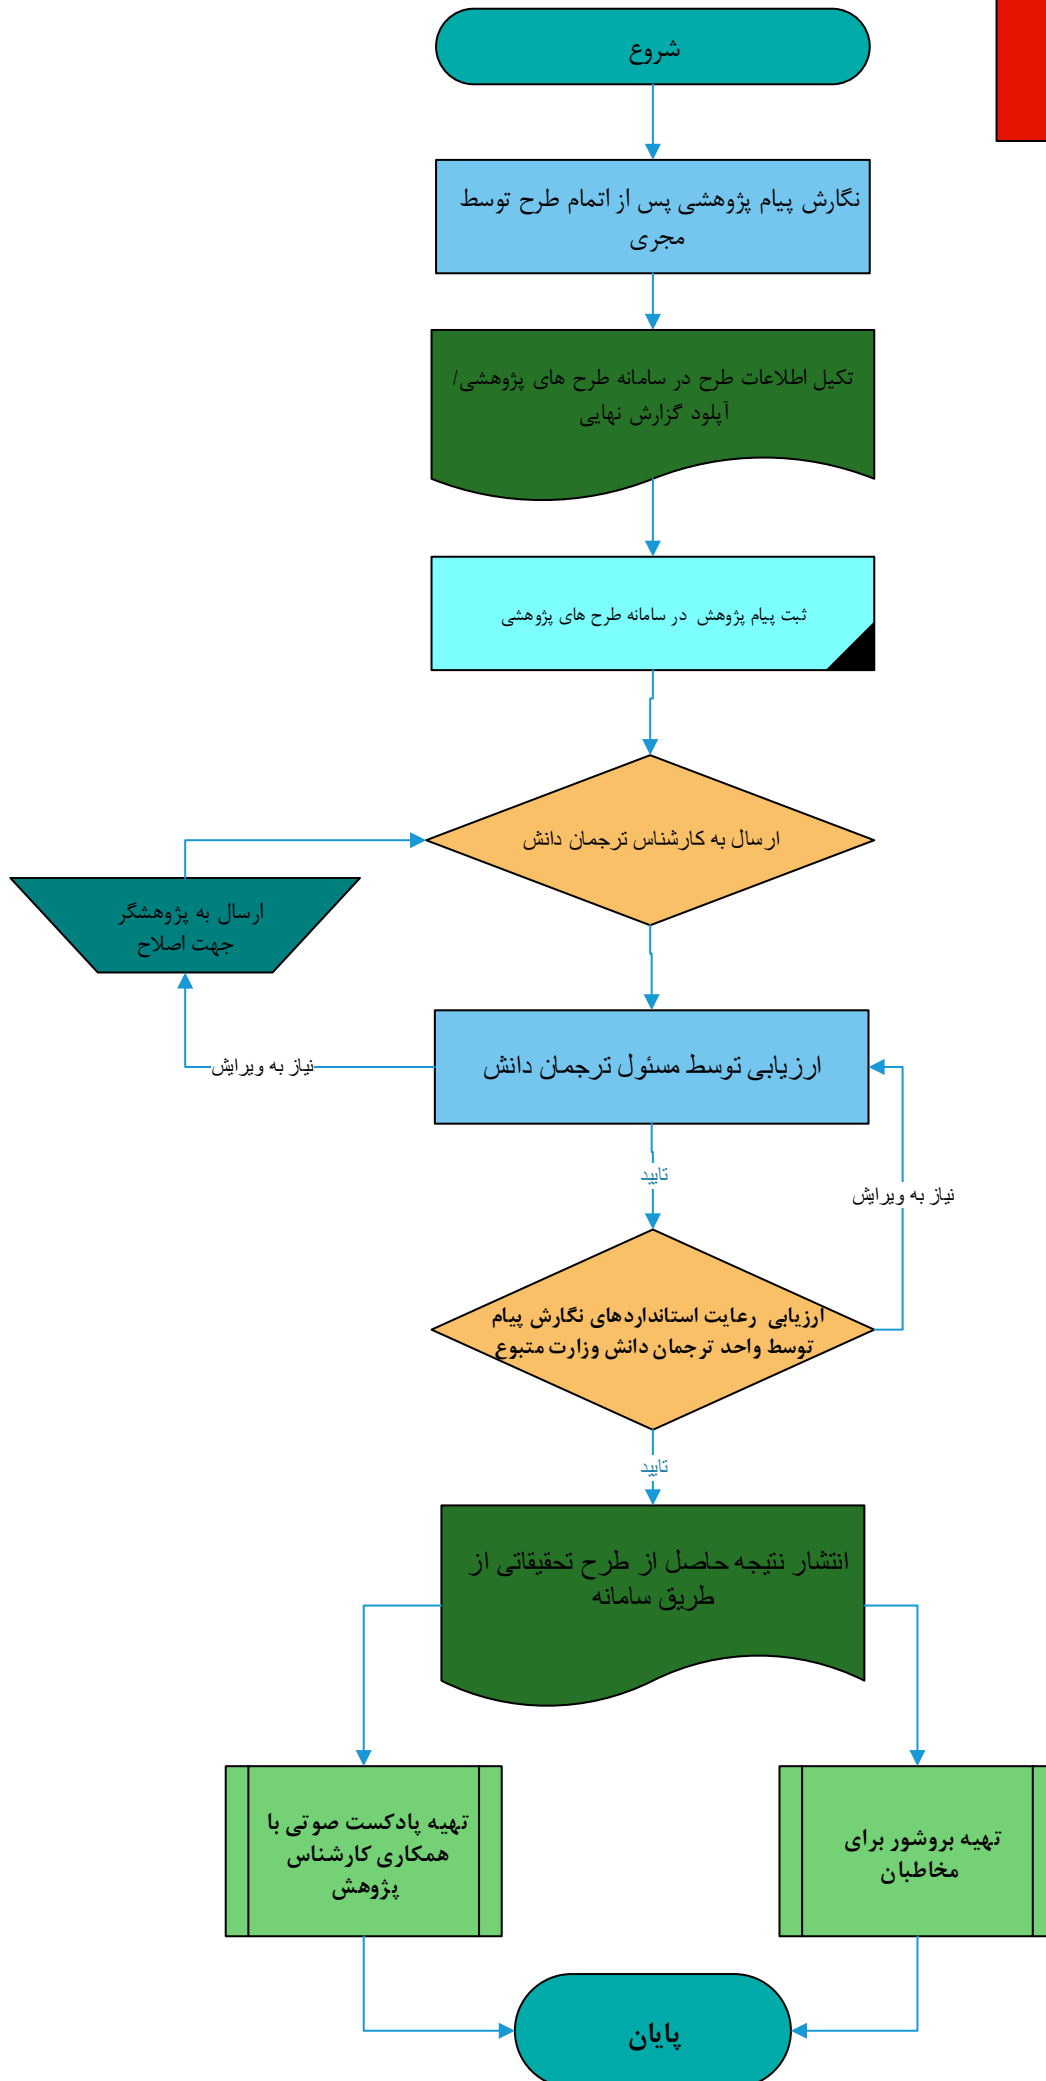 شروع
نگارش پیام پژوهشی پس از اتمام طرح توسط
مجری
تکیل اطلاعات طرح در سامانه طرح های پژوهشی/
آپلود گزارش نهایی
ثبت پیام پژوهش در سامانه طرح های پژوهشی
ارسال به کارشناس ترجمان دانش
ارسال به پژوهشگر
جهت اصلاح
ارزیابی توسط مسئول ترجمان دانش
نیاز به ویرایش
تایید
نیاز به ویرایش
ارزیابی رعایت استانداردهای نگارش پیام
توسط واحد ترجمان دانش وزارت متبوع
تایید
انتشار نتیجه حاصل از طرح تحقیقاتی از
طریق سامانه
تهیه بروشور برای
مخاطبان
تهیه پادکست صوتی با
همکاری کارشناس
پژوهش
پایان